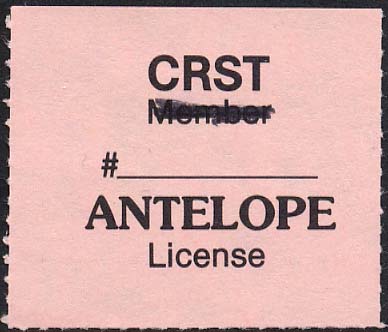 CRST
Member
#
ANTELOPE
License